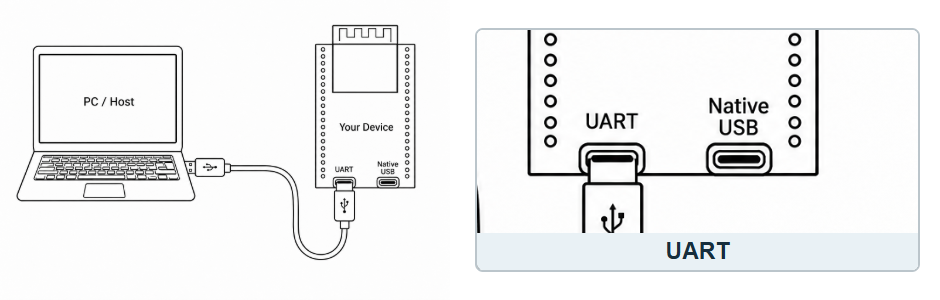 PC / Host
Your Device
UART
Native
USB
UART
Native
USB
UART